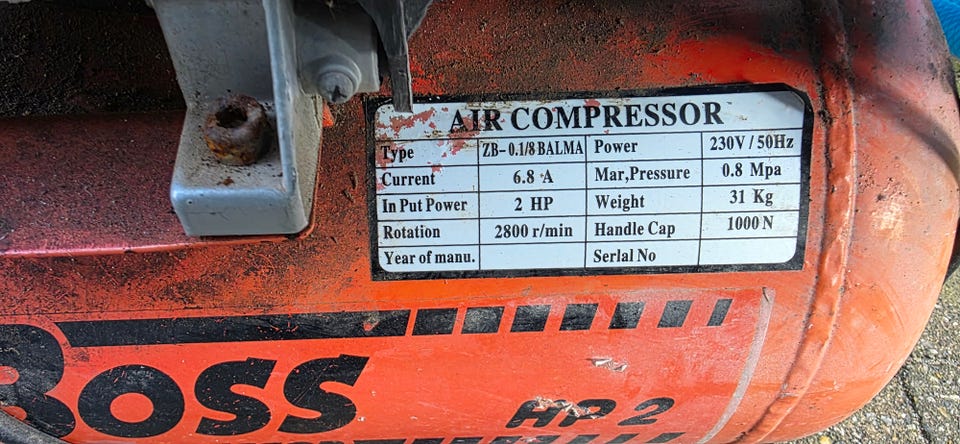 AIR COMPRESSOR
Type ZB-0.1/8 BALMA Power 230V/50Hz
Current 6.8 A Mar,Pressure 0.8 Mpa
In Put Power 2 HP Weight 31 Kg
Rotation 2800 r/min Handle Cap 1000 N
Year of manu. Serlal No
BOSS
HP 2